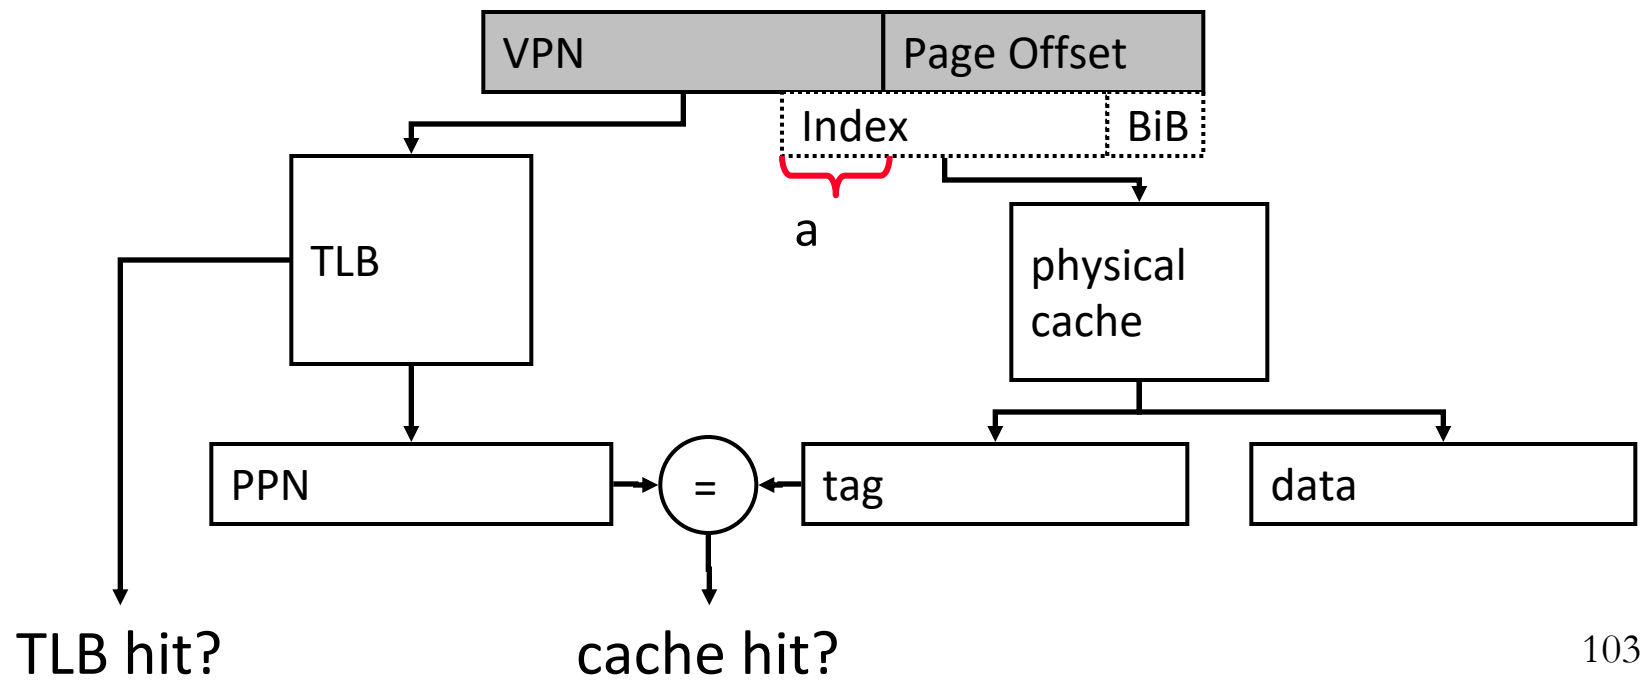 VPN
Page Offset
Index
BiB
a
TLB
physical
cache
PPN
=
tag
data
TLB hit?
cache hit?
103